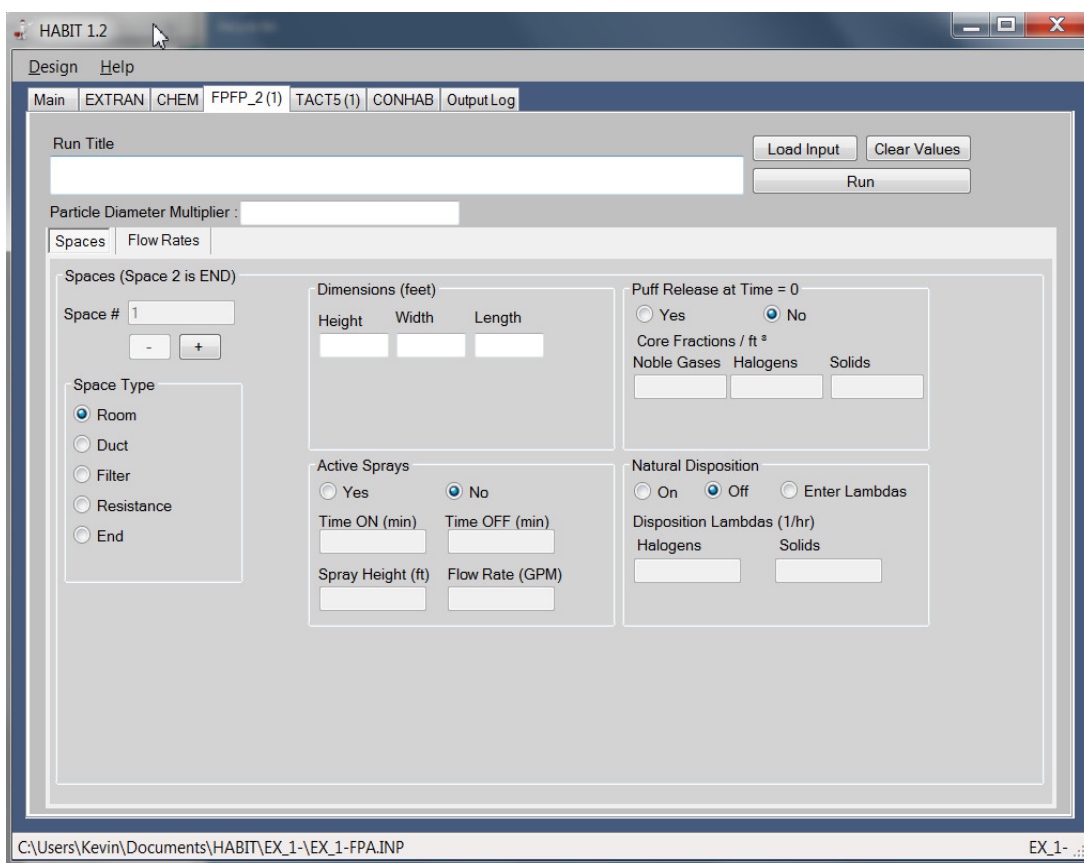 HABIT 1.2
Design Help
Main EXTRAN CHEM FPFP_2 (1) TACT5 (1) CONHAB Output Log
Run Title
Load Input Clear Values
Run
Particle Diameter Multiplier :
Spaces Flow Rates
Spaces (Space 2 is END)
Space # 1
- +
Space Type
Room
Duct
Filter
Resistance
End
Dimensions (feet)
Height Width Length
Puff Release at Time = 0
Yes No
Core Fractions / ft ³
Noble Gases Halogens Solids
Active Sprays
Yes No
Time ON (min) Time OFF (min)
Spray Height (ft) Flow Rate (GPM)
Natural Disposition
On Off Enter Lambdas
Disposition Lambdas (1/hr)
Halogens Solids
C:\Users\Kevin\Documents\HABIT\EX_1-\EX_1-FPA.INP EX_1-